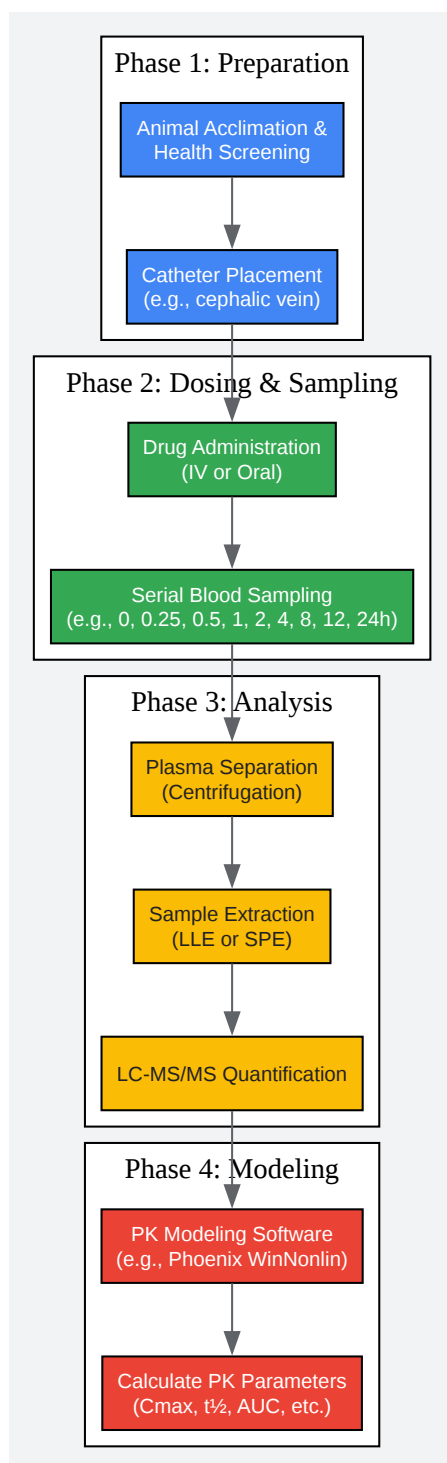 Phase 1: Preparation
Animal Acclimation &
Health Screening
Catheter Placement
(e.g., cephalic vein)
Phase 2: Dosing & Sampling
Drug Administration
(IV or Oral)
Serial Blood Sampling
(e.g., 0, 0.25, 0.5, 1, 2, 4, 8, 12, 24h)
Phase 3: Analysis
Plasma Separation
(Centrifugation)
Sample Extraction
(LLE or SPE)
LC-MS/MS Quantification
Phase 4: Modeling
PK Modeling Software
(e.g., Phoenix WinNonlin)
Calculate PK Parameters
(Cmax, t½, AUC, etc.)